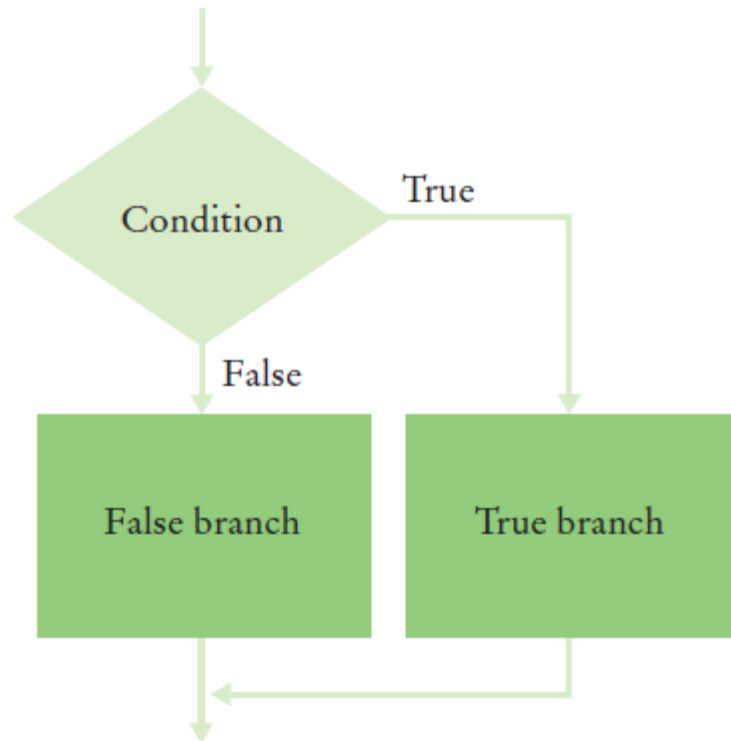 Condition
True
False
False branch
True branch